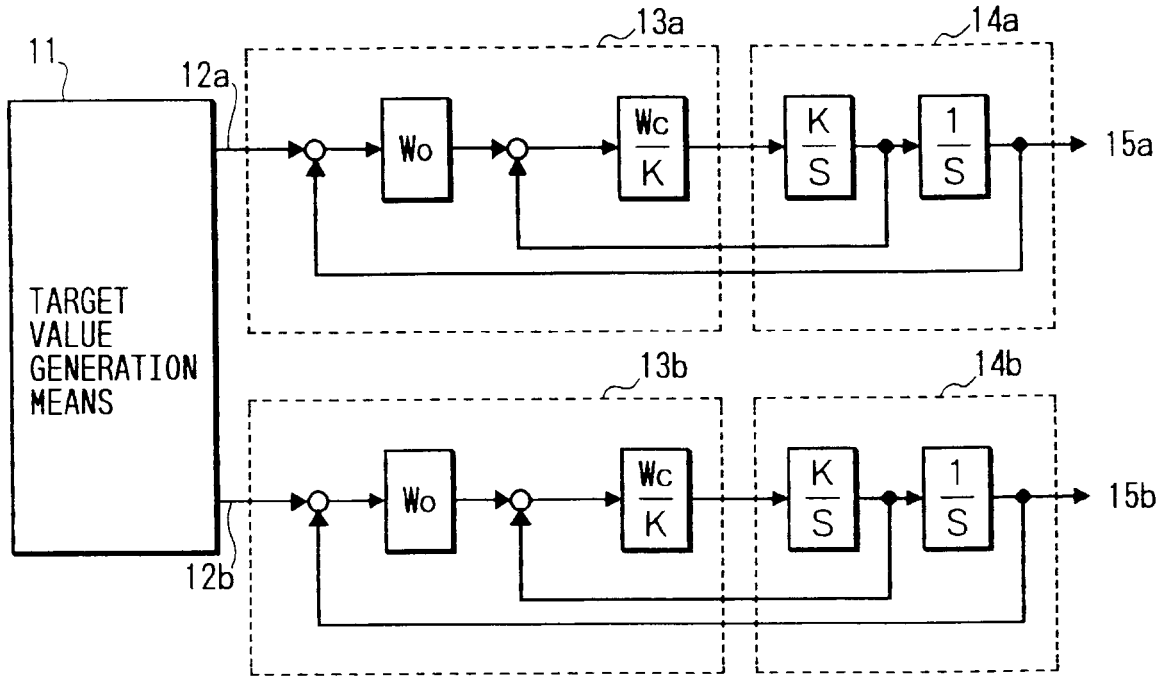 13a
14a
11
12a
Wo
Wc
K
K
S
1
S
15a
TARGET
VALUE
GENERATION
MEANS
13b
14b
Wo
Wc
K
K
S
1
S
15b
12b